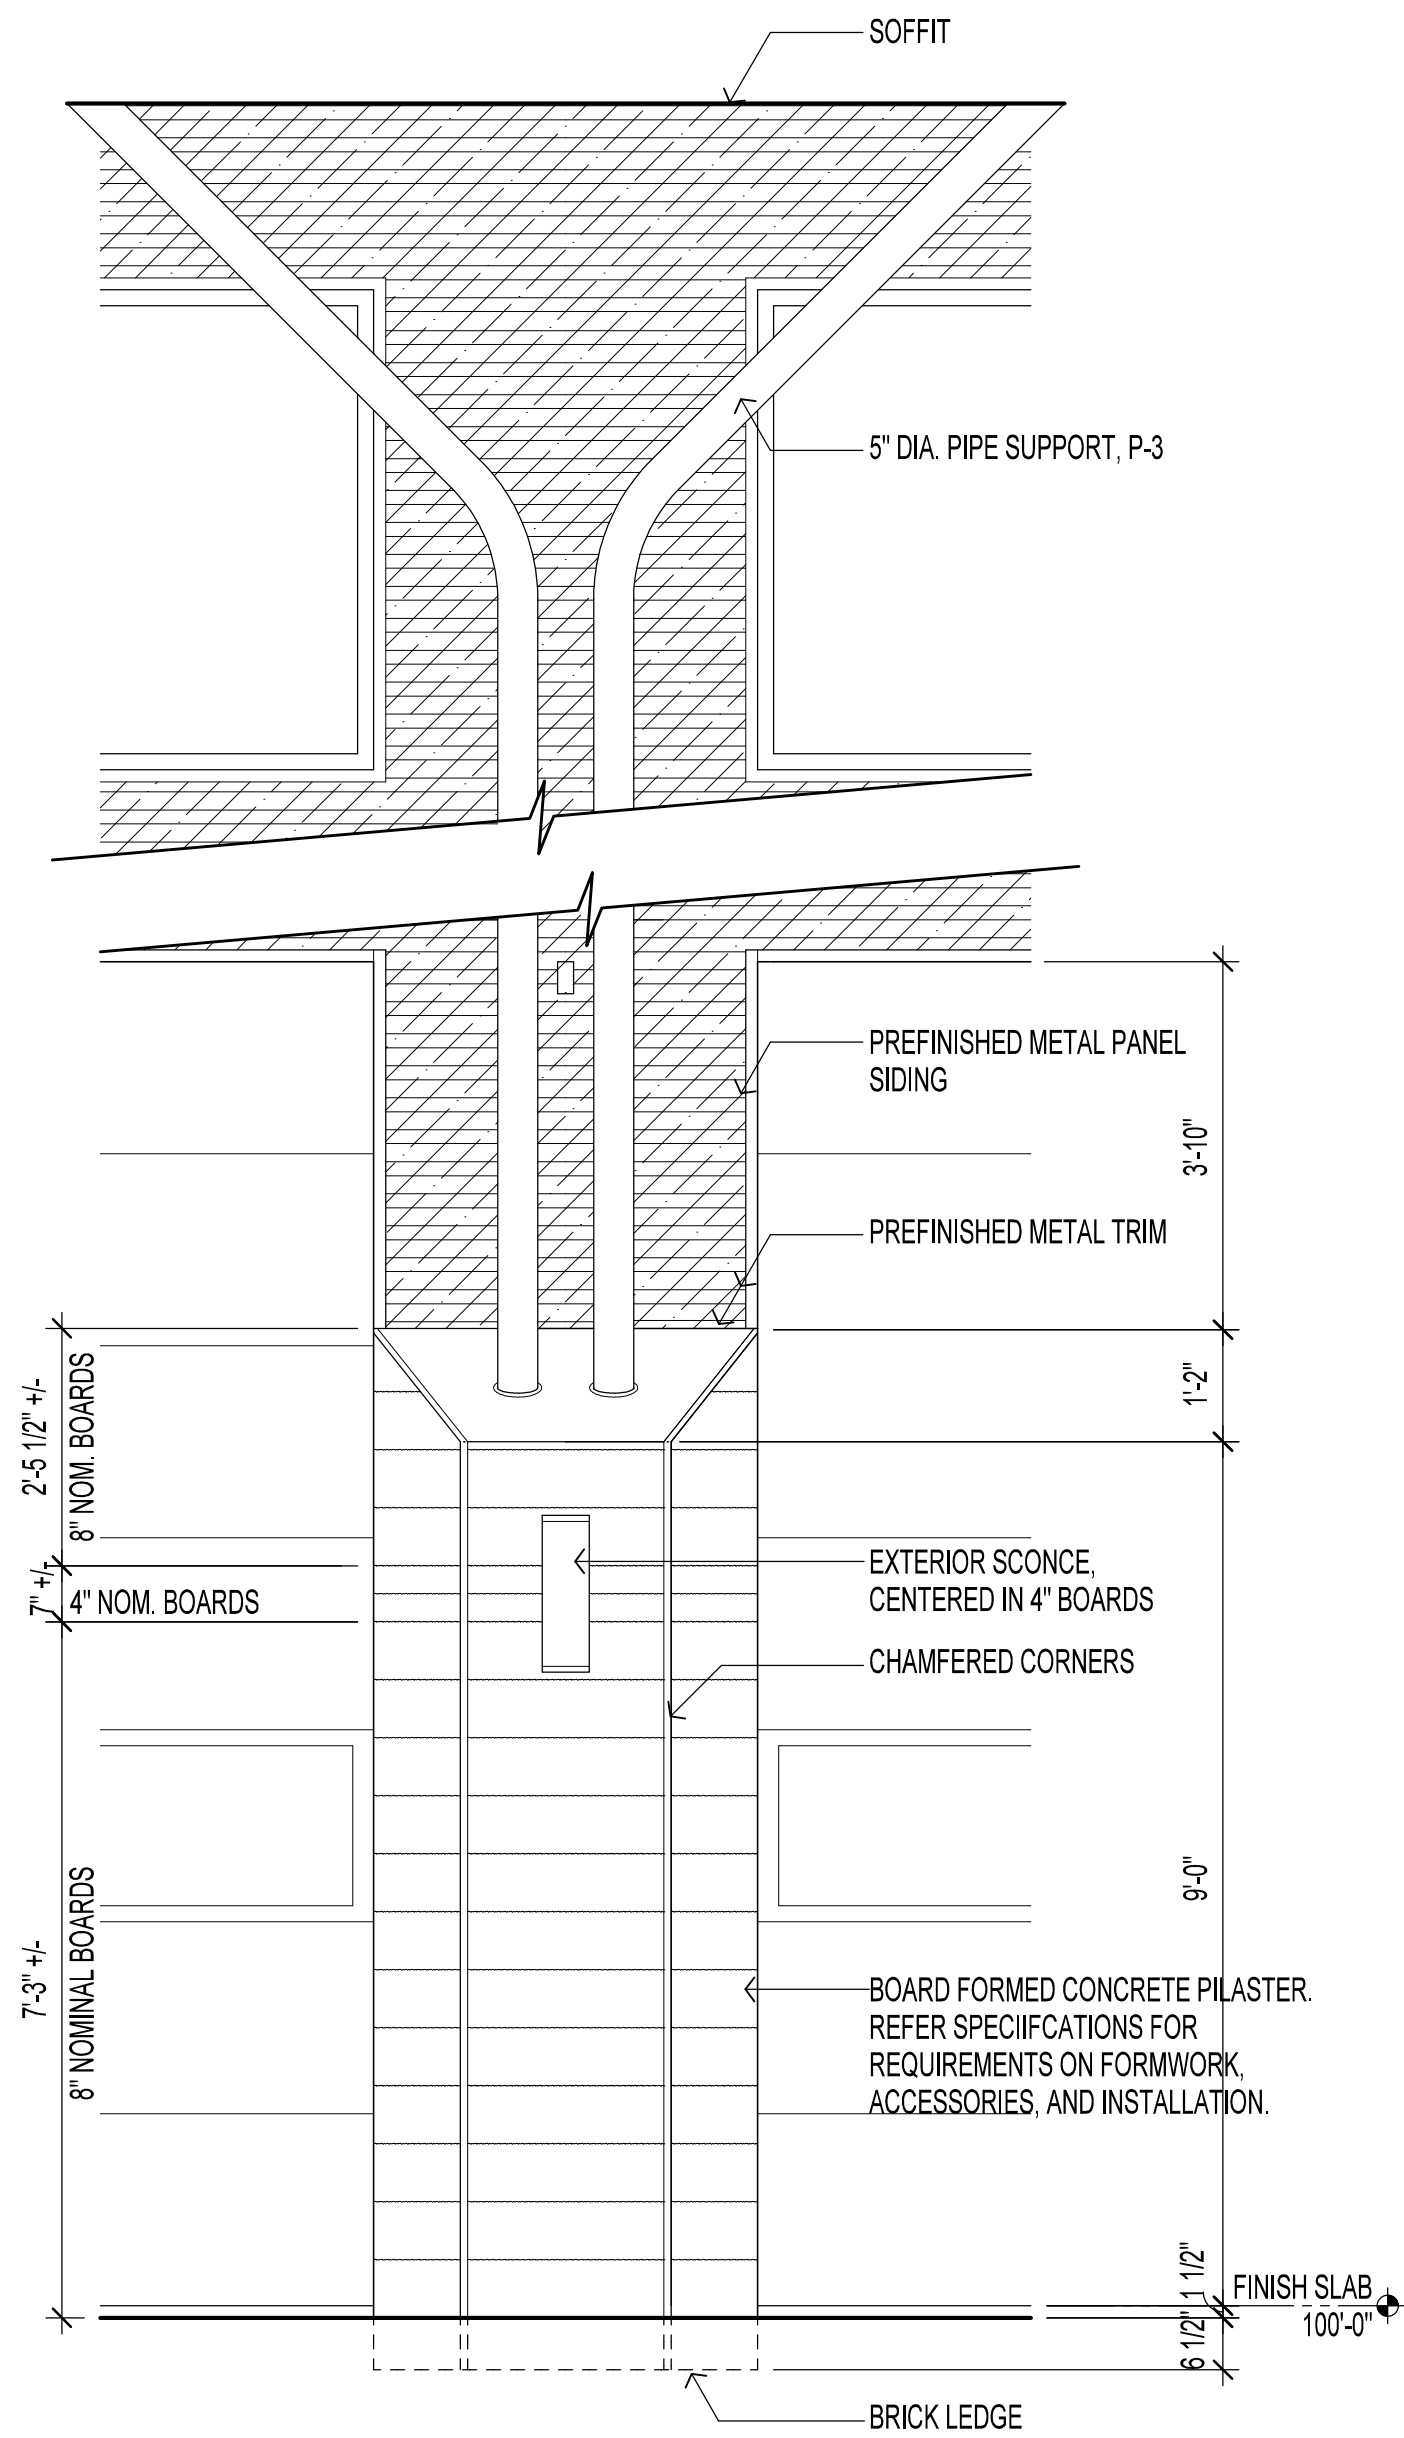 SOFFIT
5" DIA. PIPE SUPPORT, P-3
PREFINISHED METAL PANEL
SIDING
3'-10"
PREFINISHED METAL TRIM
2'-5 1/2" +/-
8" NOM. BOARDS
1'-2"
7" +/-
4" NOM. BOARDS
EXTERIOR SCONCE,
CENTERED IN 4" BOARDS
CHAMFERED CORNERS
9'-0"
7'-3" +/-
8" NOMINAL BOARDS
BOARD FORMED CONCRETE PILASTER.
REFER SPECIIFCATIONS FOR
REQUIREMENTS ON FORMWORK,
ACCESSORIES, AND INSTALLATION.
1 1/2"
6 1/2"
FINISH SLAB
100'-0"
BRICK LEDGE